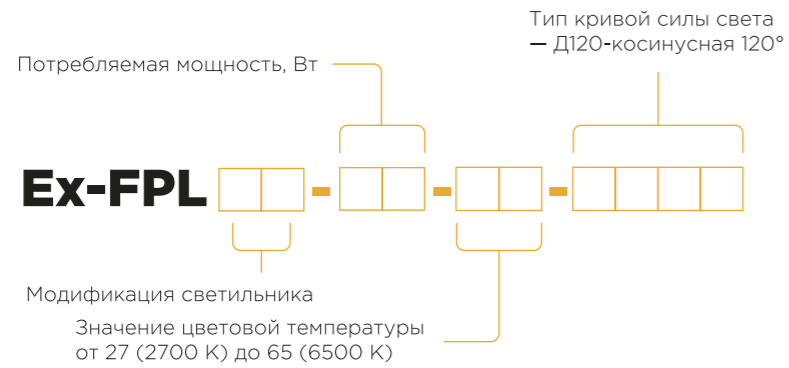 Тип кривой силы света
— Д120-косинусная 120°
Потребляемая мощность, Вт
Ex-FPL - - -
Модификация светильника
Значение цветовой температуры
от 27 (2700 К) до 65 (6500 К)